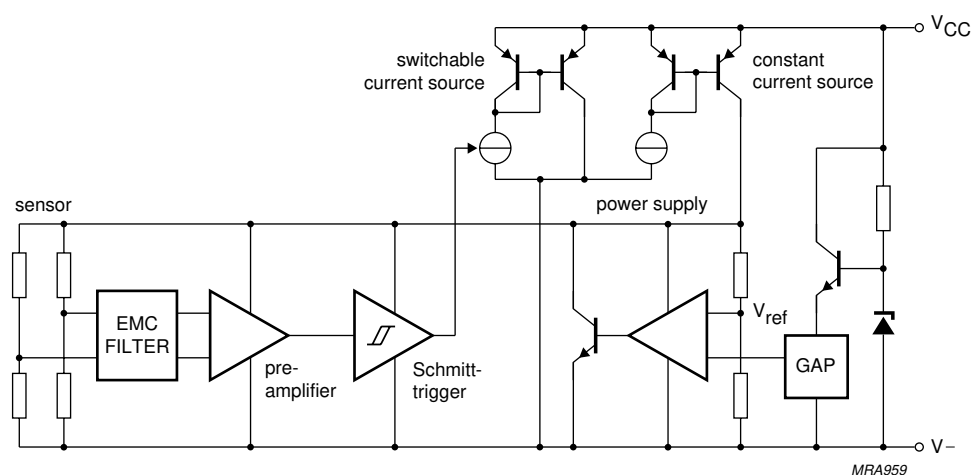 V_CC
switchable
current source
constant
current source
sensor
power supply
EMC
FILTER
pre-
amplifier
Schmitt-
trigger
V_ref
GAP
V−
MRA959